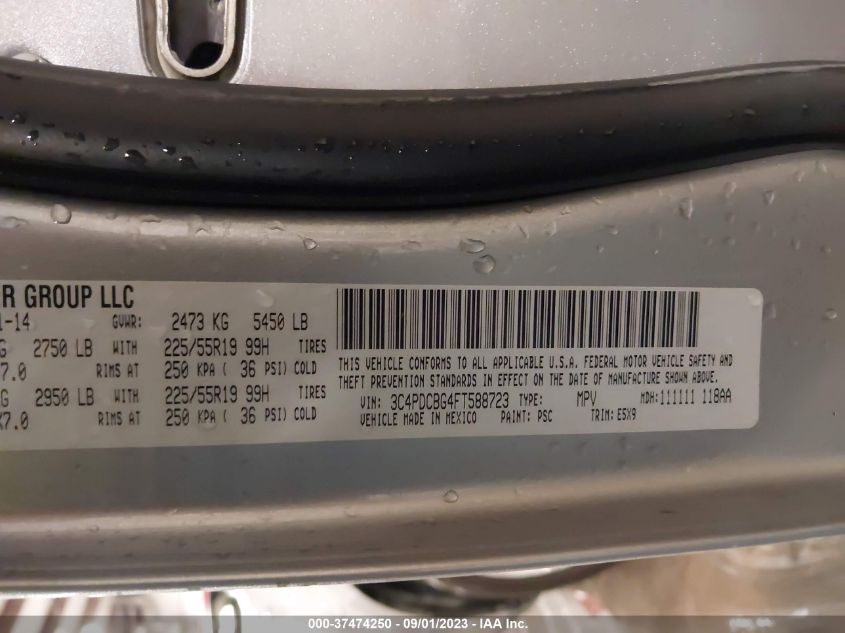 R GROUP LLC
1-14 GVWR: 2473 KG 5450 LB
G 2750 LB WITH 225/55R19 99H TIRES
X7.0 RIMS AT 250 KPA ( 36 PSI) COLD
G 2950 LB WITH 225/55R19 99H TIRES
X7.0 RIMS AT 250 KPA ( 36 PSI) COLD
THIS VEHICLE CONFORMS TO ALL APPLICABLE U.S.A. FEDERAL MOTOR VEHICLE SAFETY AND
THEFT PREVENTION STANDARDS IN EFFECT ON THE DATE OF MANUFACTURE SHOWN ABOVE.
VIN: 3C4PDCBG4FT588723 TYPE: MPV MDH:111111 118AA
VEHICLE MADE IN MEXICO PAINT: PSC TRIM: E5X9
000-37474250 - 09/01/2023 - IAA Inc.